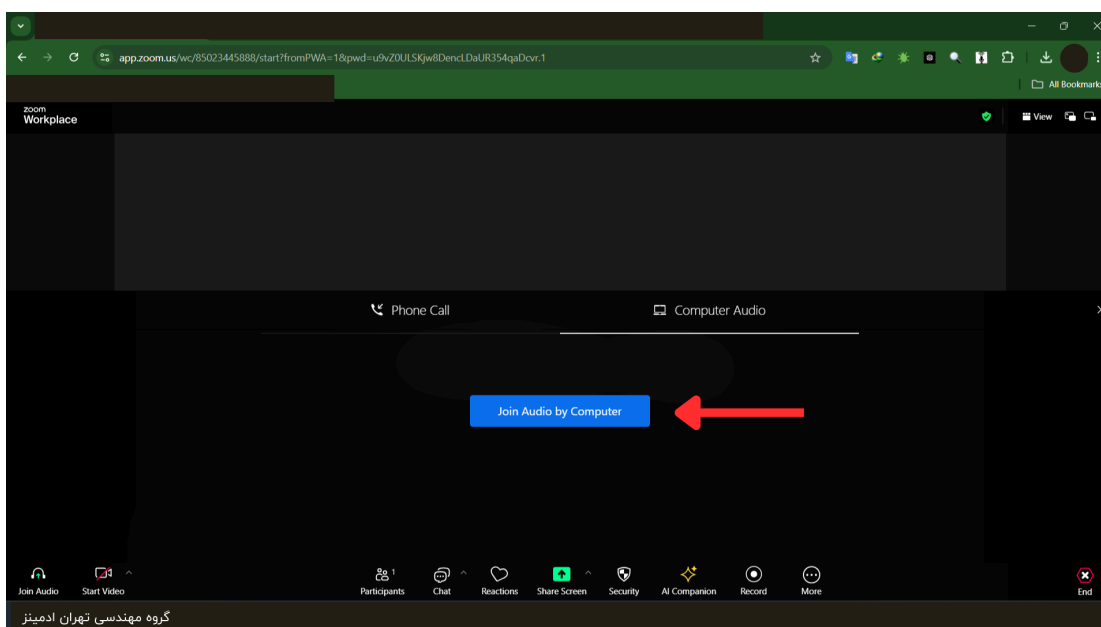 app.zoom.us/wc/85023445888/start?fromPWA=1&pwd=u9vZ0ULSKjw8DencLDaUR354qaDcvr.1
All Bookmarks
zoom
Workplace
View
Phone Call
Computer Audio
Join Audio by Computer
1
Join Audio
Start Video
Participants
Chat
Reactions
Share Screen
Security
AI Companion
Record
More
End
گروه مهندسی تهران ادمینز